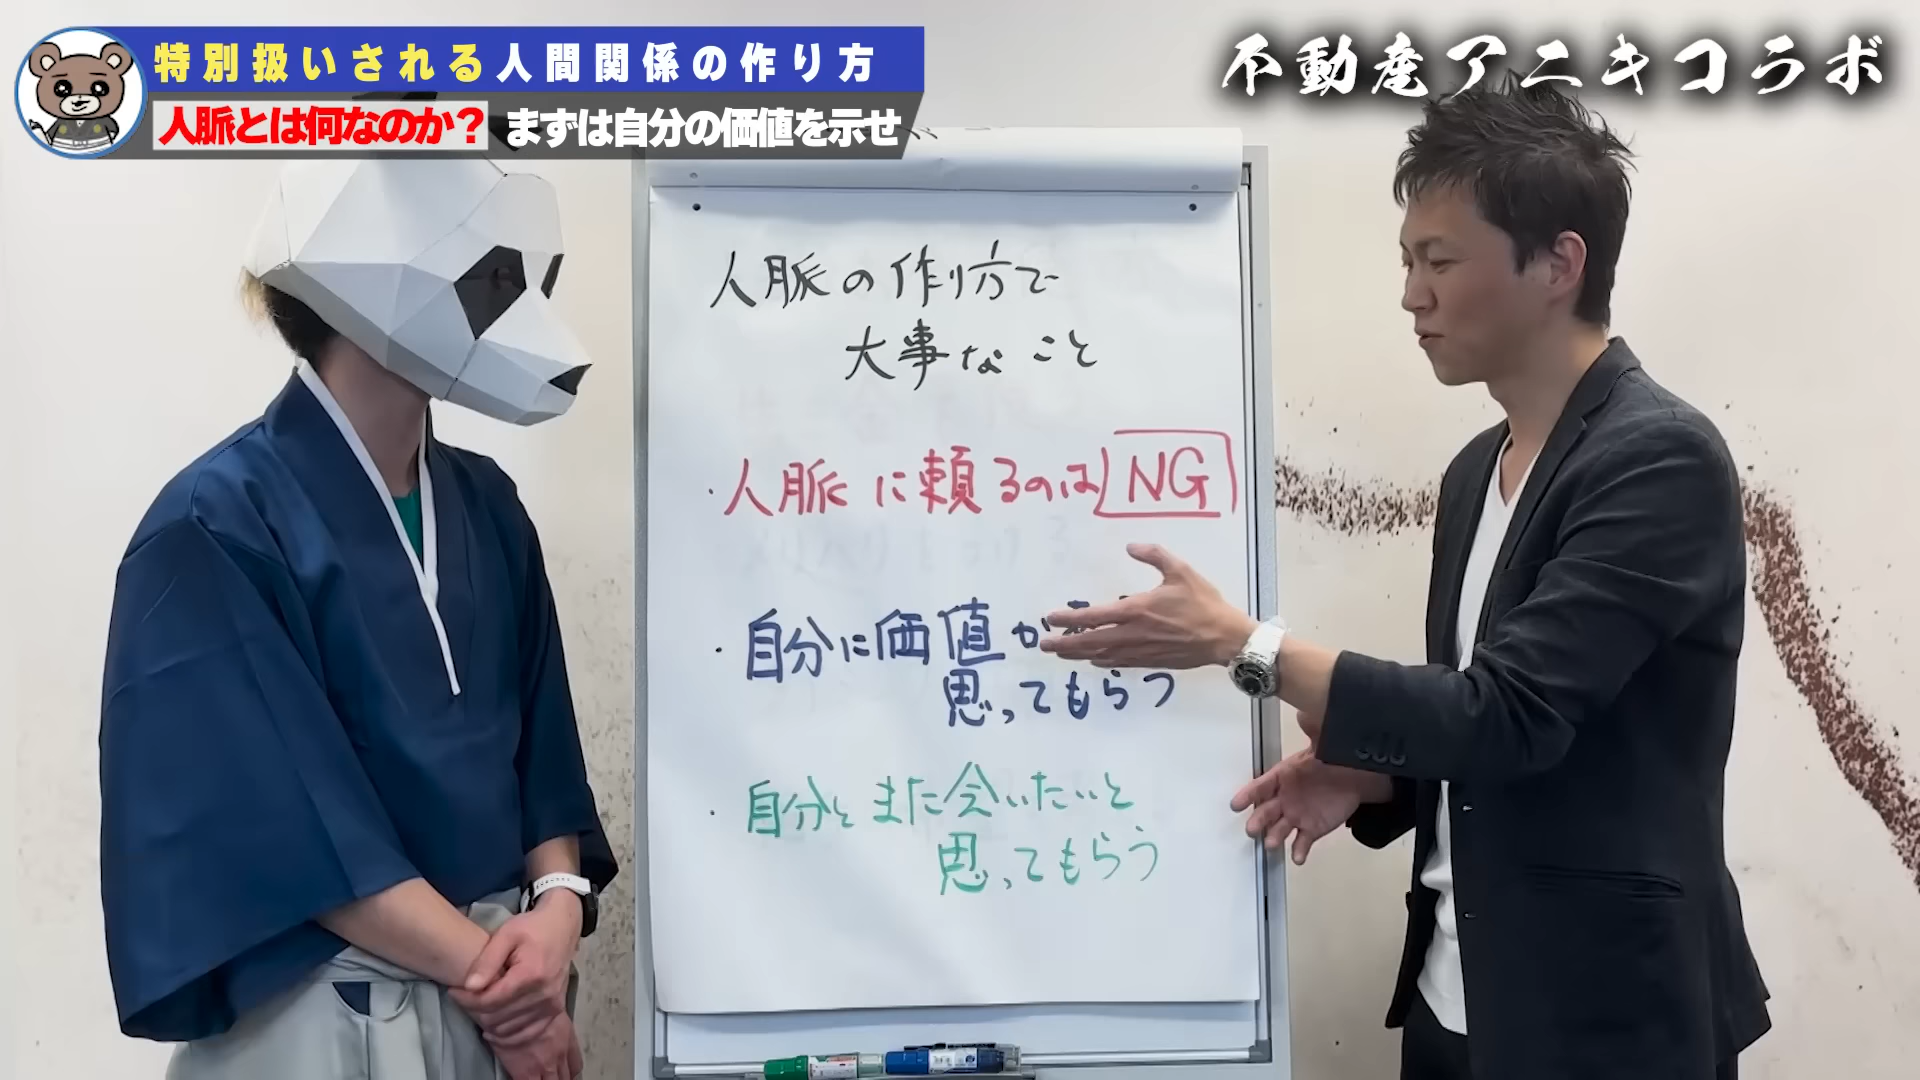 特別扱いされる人間関係の作り方
人脈とは何なのか？ まずは自分の価値を示せ
不動産アニキコラボ
人脈の作り方で
大事なこと
・人脈に頼るのは NG
・自分に価値が
思ってもらう
・自分とまた会いたいと
思ってもらう